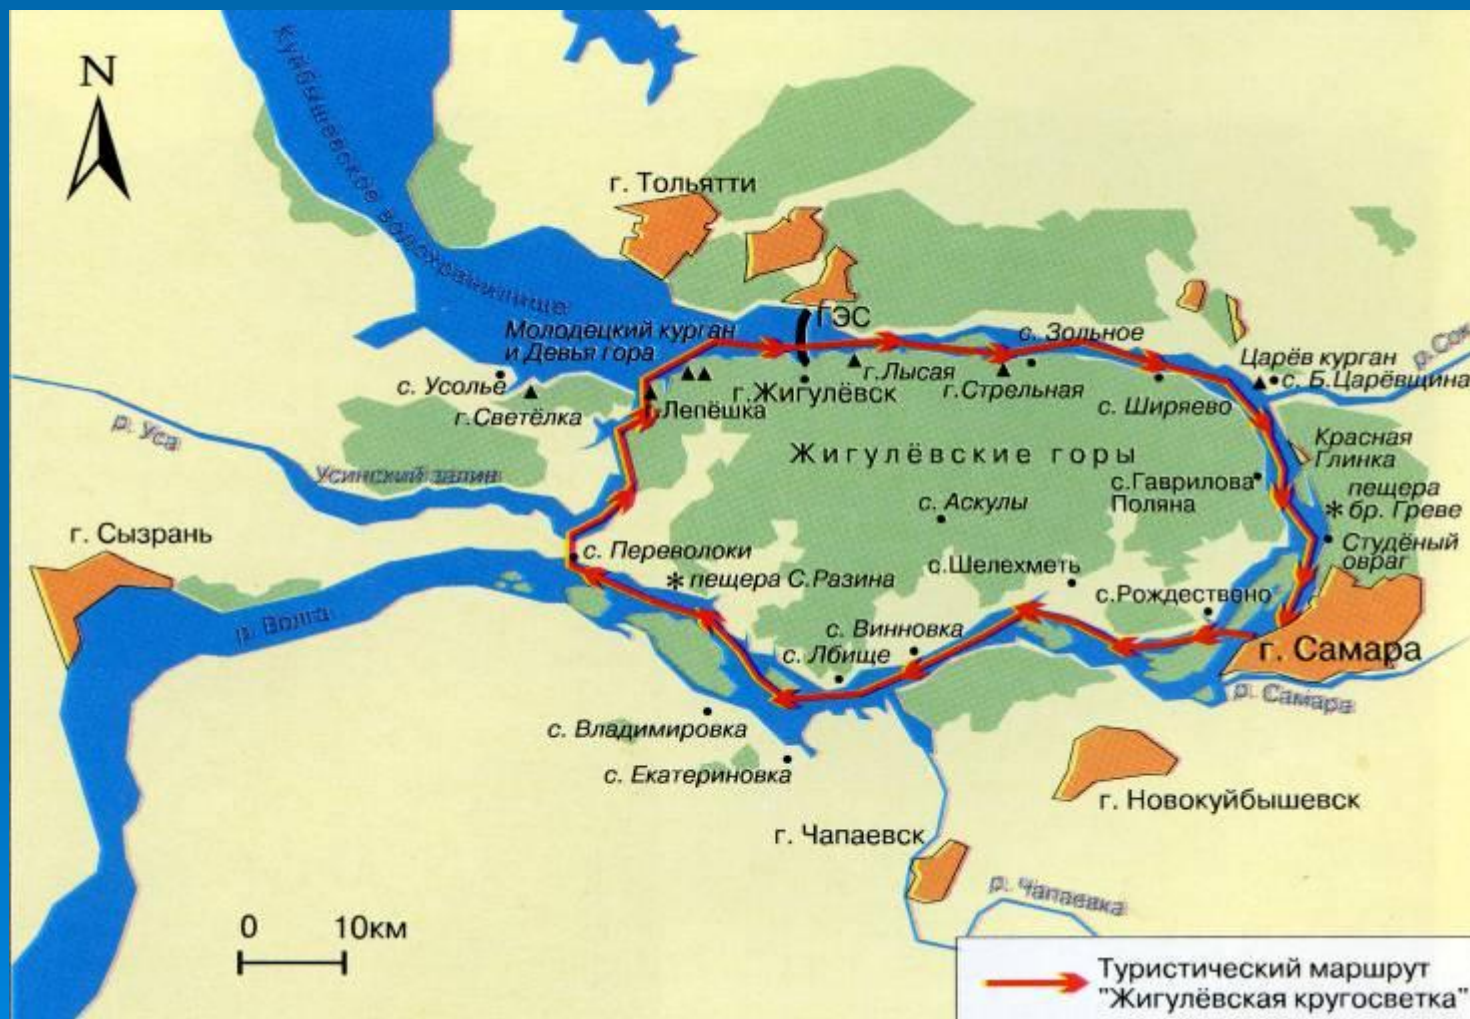 N
Куйбышевское водохранилище
г. Тольятти
ГЭС
Молодецкий курган
и Девья гора
с. Зольное
Царёв курган
р. Сок
с. Б.Царёвщина
с. Усолье
г.Светёлка
г.Лепёшка
г.Жигулёвск
г.Лысая
г.Стрельная
с. Ширяево
р. Уса
Усинский залив
Жигулёвские горы
Красная
Глинка
с.Гаврилова
Поляна
пещера
бр. Греве
с. Аскулы
Студёный
овраг
г. Сызрань
с. Переволоки
пещера С.Разина
с.Шелехметь
с.Рождествено
р. Волга
с. Винновка
с. Лбище
г. Самара
р. Самара
с. Владимировка
с. Екатериновка
г. Новокуйбышевск
г. Чапаевск
р. Чапаевка
0 10км
Туристический маршрут
"Жигулёвская кругосветка"